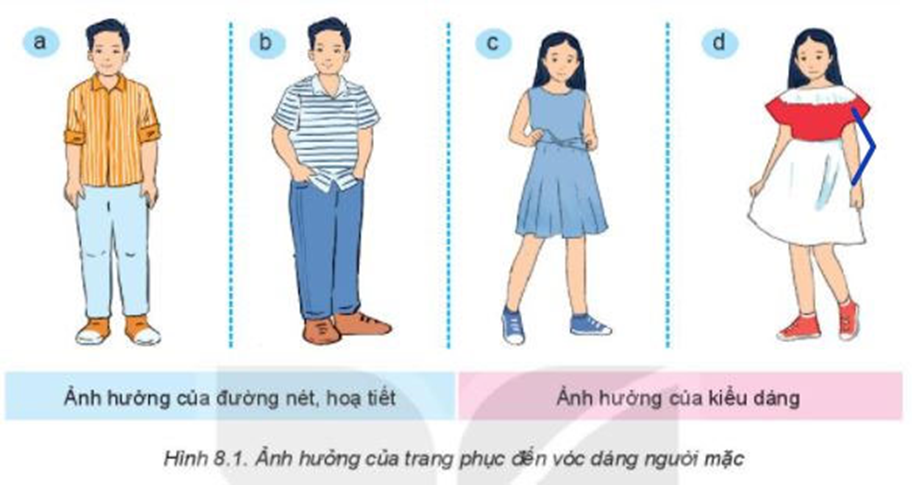 a
b
c
d
Ảnh hưởng của đường nét, hoạ tiết
Ảnh hưởng của kiểu dáng
Hình 8.1. Ảnh hưởng của trang phục đến vóc dáng người mặc